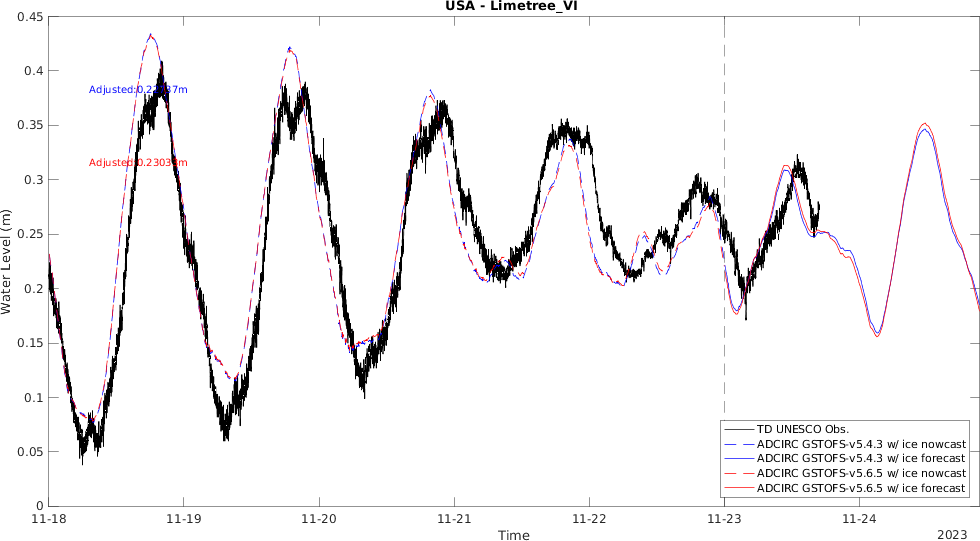 USA - Limetree_VI
0.45
0.4
0.35
0.3
0.25
0.2
0.15
0.1
0.05
0
Water Level (m)
11-18
11-19
11-20
11-21
11-22
11-23
11-24
Time
2023
TD UNESCO Obs.
ADCIRC GSTOFS-v5.4.3 w/ ice nowcast
ADCIRC GSTOFS-v5.4.3 w/ ice forecast
ADCIRC GSTOFS-v5.6.5 w/ ice nowcast
ADCIRC GSTOFS-v5.6.5 w/ ice forecast